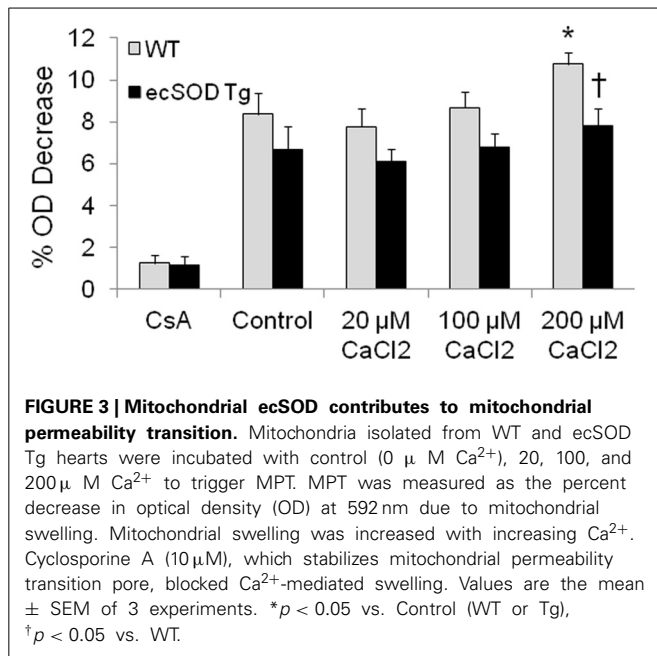 12
10
8
6
4
2
0
% OD Decrease
WT
ecSOD Tg
*
†
CsA
Control
20 µM
CaCl2
100 µM
CaCl2
200 µM
CaCl2
FIGURE 3 | Mitochondrial ecSOD contributes to mitochondrial
permeability transition. Mitochondria isolated from WT and ecSOD
Tg hearts were incubated with control (0 µ M Ca²⁺), 20, 100, and
200 µ M Ca²⁺ to trigger MPT. MPT was measured as the percent
decrease in optical density (OD) at 592 nm due to mitochondrial
swelling. Mitochondrial swelling was increased with increasing Ca²⁺.
Cyclosporine A (10 µM), which stabilizes mitochondrial permeability
transition pore, blocked Ca²⁺-mediated swelling. Values are the mean
± SEM of 3 experiments. *p < 0.05 vs. Control (WT or Tg),
†p < 0.05 vs. WT.